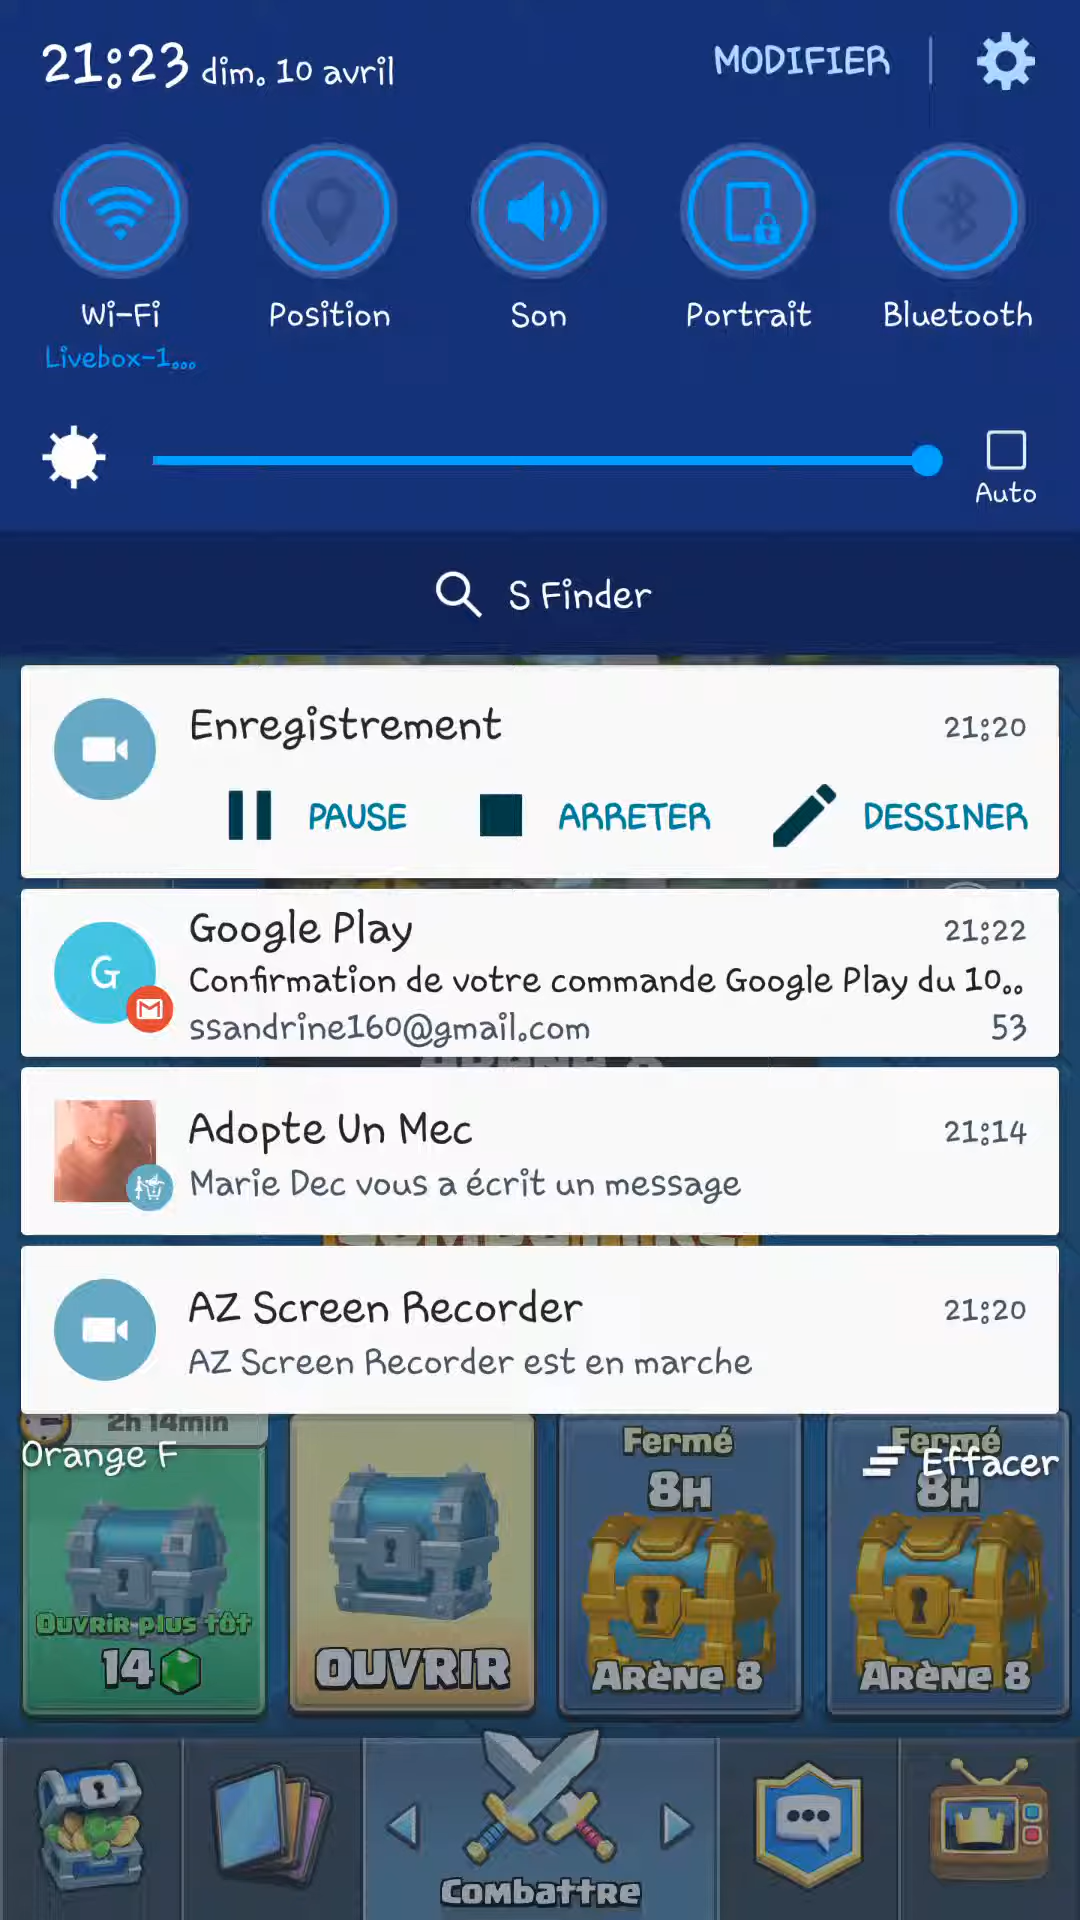 21:23 dim. 10 avril MODIFIER
Wi-Fi Position Son Portrait Bluetooth
Livebox-1...
Auto
S Finder
Enregistrement 21:20
PAUSE ARRETER DESSINER
Google Play 21:22
G
Confirmation de votre commande Google Play du 10..
ssandrine160@gmail.com 53
Adopte Un Mec 21:14
Marie Dec vous a écrit un message
COMBATTRE
AZ Screen Recorder 21:20
AZ Screen Recorder est en marche
2h 14min
Orange F Fermé Fermé Effacer
8H 8H
Ouvrir plus tôt
14 OUVRIR Arène 8 Arène 8
Combattre